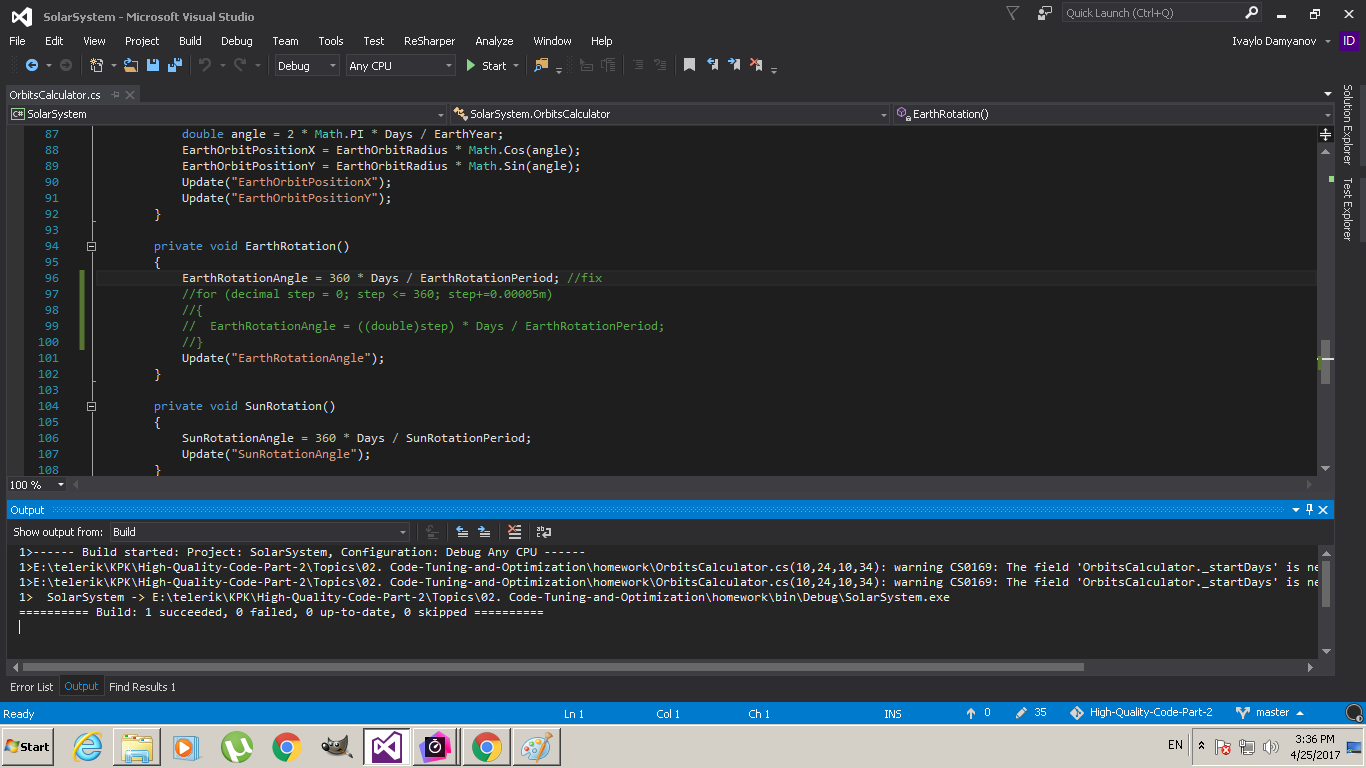 SolarSystem - Microsoft Visual Studio
Quick Launch (Ctrl+Q)
File Edit View Project Build Debug Team Tools Test ReSharper Analyze Window Help
Ivaylo Damyanov ID
Debug Any CPU Start
OrbitsCalculator.cs
C# SolarSystem SolarSystem.OrbitsCalculator EarthRotation()
87 double angle = 2 * Math.PI * Days / EarthYear;
88 EarthOrbitPositionX = EarthOrbitRadius * Math.Cos(angle);
89 EarthOrbitPositionY = EarthOrbitRadius * Math.Sin(angle);
90 Update("EarthOrbitPositionX");
91 Update("EarthOrbitPositionY");
92 }
93
94 private void EarthRotation()
95 {
96 EarthRotationAngle = 360 * Days / EarthRotationPeriod; //fix
97 //for (decimal step = 0; step <= 360; step+=0.00005m)
98 //{
99 //  EarthRotationAngle = ((double)step) * Days / EarthRotationPeriod;
100 //}
101 Update("EarthRotationAngle");
102 }
103
104 private void SunRotation()
105 {
106 SunRotationAngle = 360 * Days / SunRotationPeriod;
107 Update("SunRotationAngle");
108 }
Solution Explorer
Test Explorer
100 %
Output
Show output from: Build
1>------ Build started: Project: SolarSystem, Configuration: Debug Any CPU ------
1>E:\telerik\KPK\High-Quality-Code-Part-2\Topics\02. Code-Tuning-and-Optimization\homework\OrbitsCalculator.cs(10,24,10,34): warning CS0169: The field 'OrbitsCalculator._startDays' is ne
1>E:\telerik\KPK\High-Quality-Code-Part-2\Topics\02. Code-Tuning-and-Optimization\homework\OrbitsCalculator.cs(10,24,10,34): warning CS0169: The field 'OrbitsCalculator._startDays' is ne
1>  SolarSystem -> E:\telerik\KPK\High-Quality-Code-Part-2\Topics\02. Code-Tuning-and-Optimization\homework\bin\Debug\SolarSystem.exe
========== Build: 1 succeeded, 0 failed, 0 up-to-date, 0 skipped ==========
Error List Output Find Results 1
Ready Ln 1 Col 1 Ch 1 INS 0 35 High-Quality-Code-Part-2 master
Start EN 3:36 PM
4/25/2017